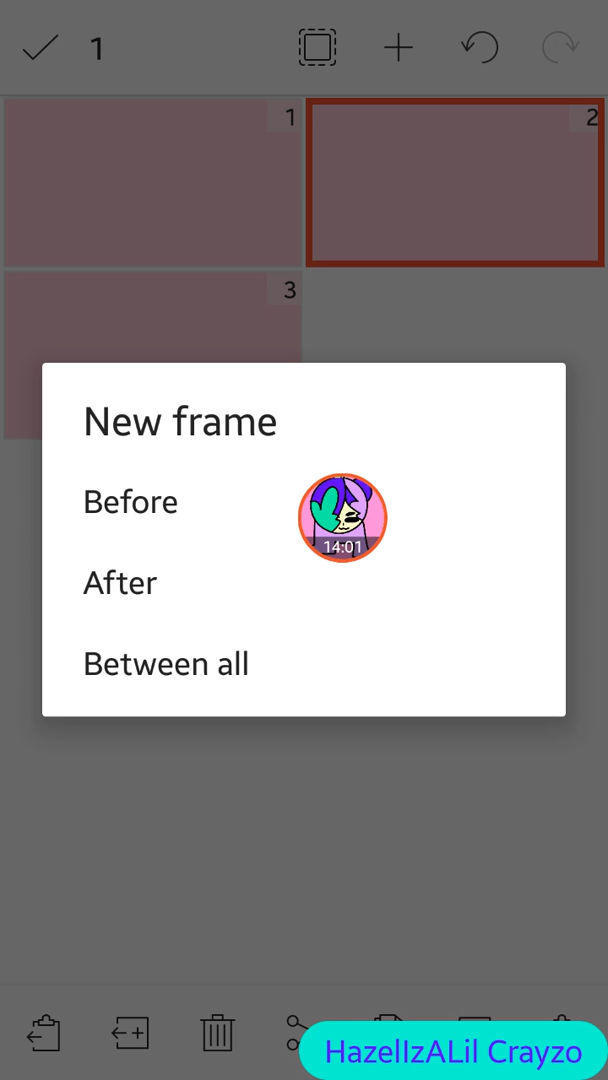 1
1
2
3
New frame
Before
14:01
After
Between all
HazelIzALil Crayzo